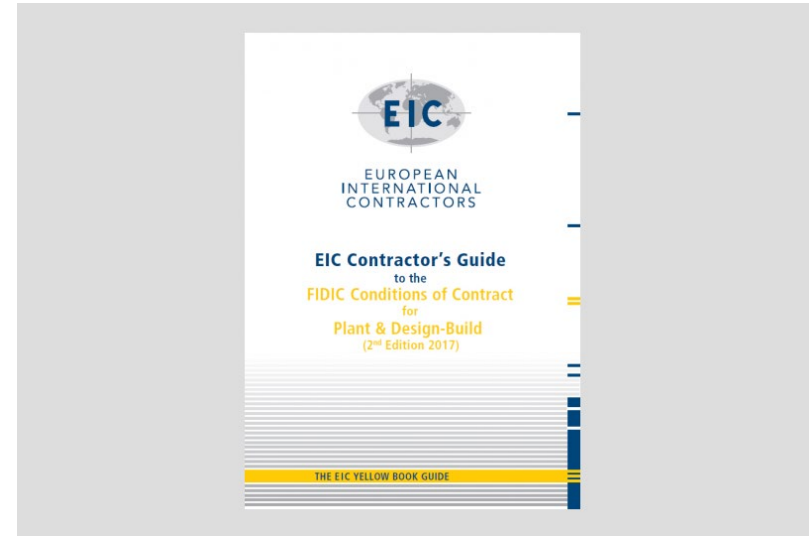 EIC
EUROPEAN
INTERNATIONAL
CONTRACTORS
EIC Contractor's Guide
to the
FIDIC Conditions of Contract
for
Plant & Design-Build
(2nd Edition 2017)
THE EIC YELLOW BOOK GUIDE